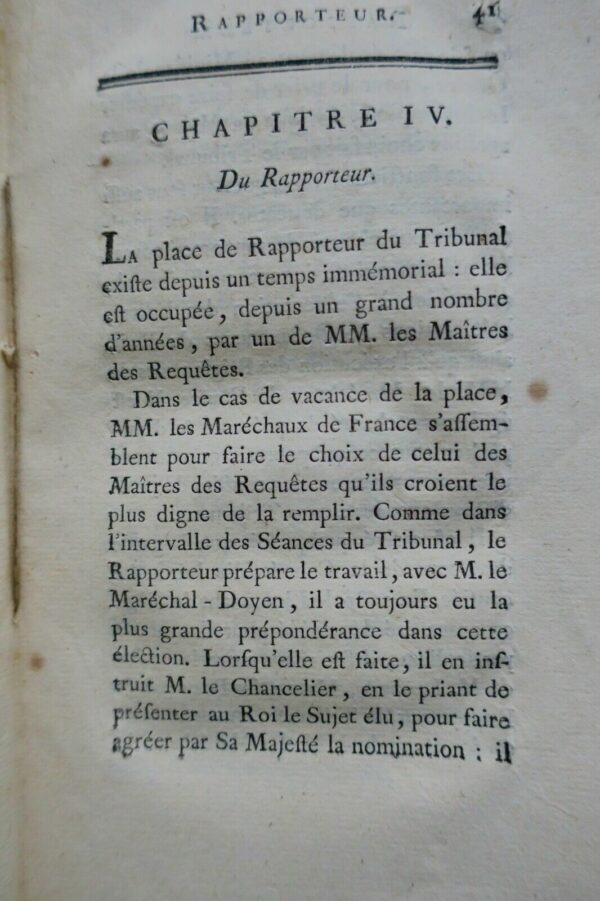 RAPPORTEUR. 41
CHAPITRE IV.
Du Rapporteur.
LA place de Rapporteur du Tribunal
exiſte depuis un temps immémorial : elle
eſt occupée, depuis un grand nombre
d'années, par un de MM. les Maîtres
des Requêtes.
Dans le cas de vacance de la place,
MM. les Maréchaux de France s'aſſem-
blent pour faire le choix de celui des
Maîtres des Requêtes qu'ils croient le
plus digne de la remplir. Comme dans
l'intervalle des Séances du Tribunal, le
Rapporteur prépare le travail, avec M. le
Maréchal-Doyen, il a toujours eu la
plus grande prépondérance dans cette
élection. Lorſqu'elle eſt faite, il en inſ-
truit M. le Chancelier, en le priant de
préſenter au Roi le Sujet élu, pour faire
agréer par Sa Majeſté la nomination ; il